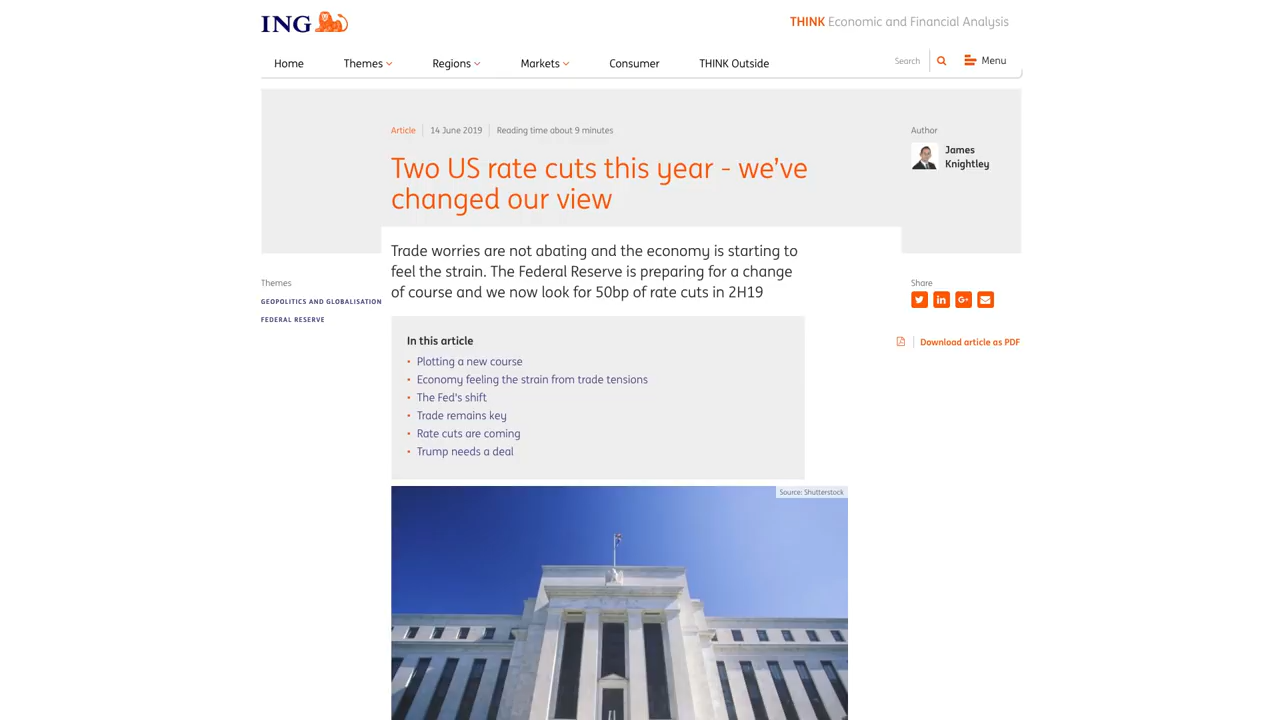 ING
THINK Economic and Financial Analysis
Home Themes Regions Markets Consumer THINK Outside Search Menu
Article 14 June 2019 Reading time about 9 minutes
Two US rate cuts this year - we've
changed our view
Author
James
Knightley
Trade worries are not abating and the economy is starting to
feel the strain. The Federal Reserve is preparing for a change
of course and we now look for 50bp of rate cuts in 2H19
Themes
GEOPOLITICS AND GLOBALISATION
FEDERAL RESERVE
Share
Download article as PDF
In this article
Plotting a new course
Economy feeling the strain from trade tensions
The Fed's shift
Trade remains key
Rate cuts are coming
Trump needs a deal
Source: Shutterstock